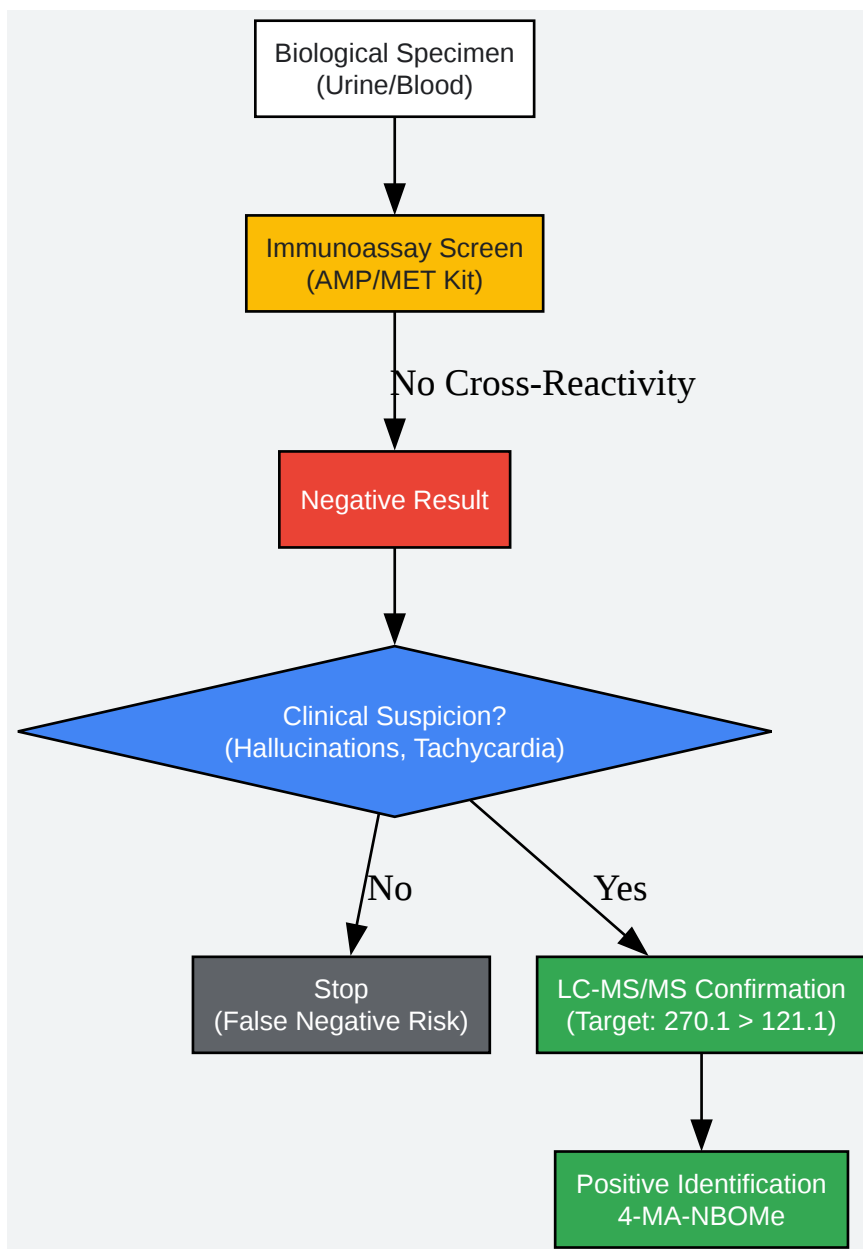 Biological Specimen
(Urine/Blood)
Immunoassay Screen
(AMP/MET Kit)
No Cross-Reactivity
Negative Result
Clinical Suspicion?
(Hallucinations, Tachycardia)
No
Yes
Stop
(False Negative Risk)
LC-MS/MS Confirmation
(Target: 270.1 > 121.1)
Positive Identification
4-MA-NBOMe